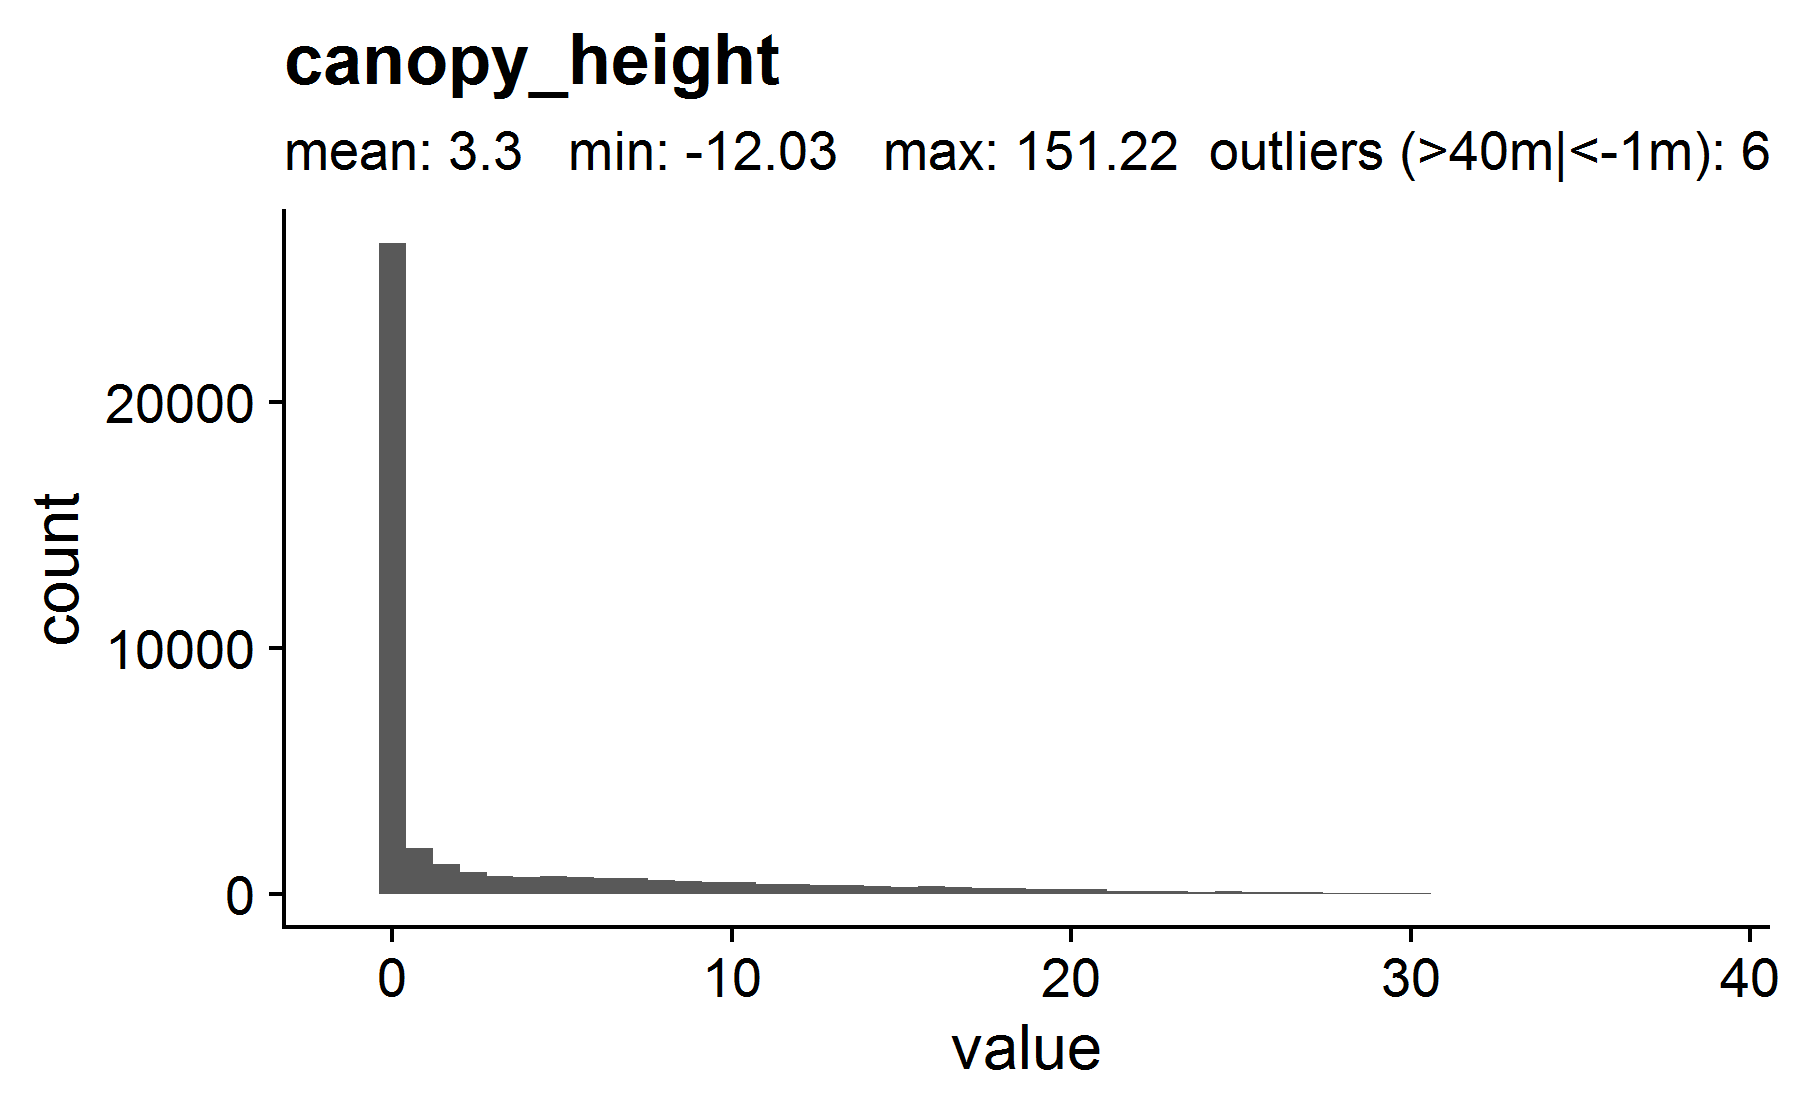 canopy_height
mean: 3.3   min: -12.03   max: 151.22  outliers (>40m|<-1m): 6
20000
10000
0
count
0 10 20 30 40
value